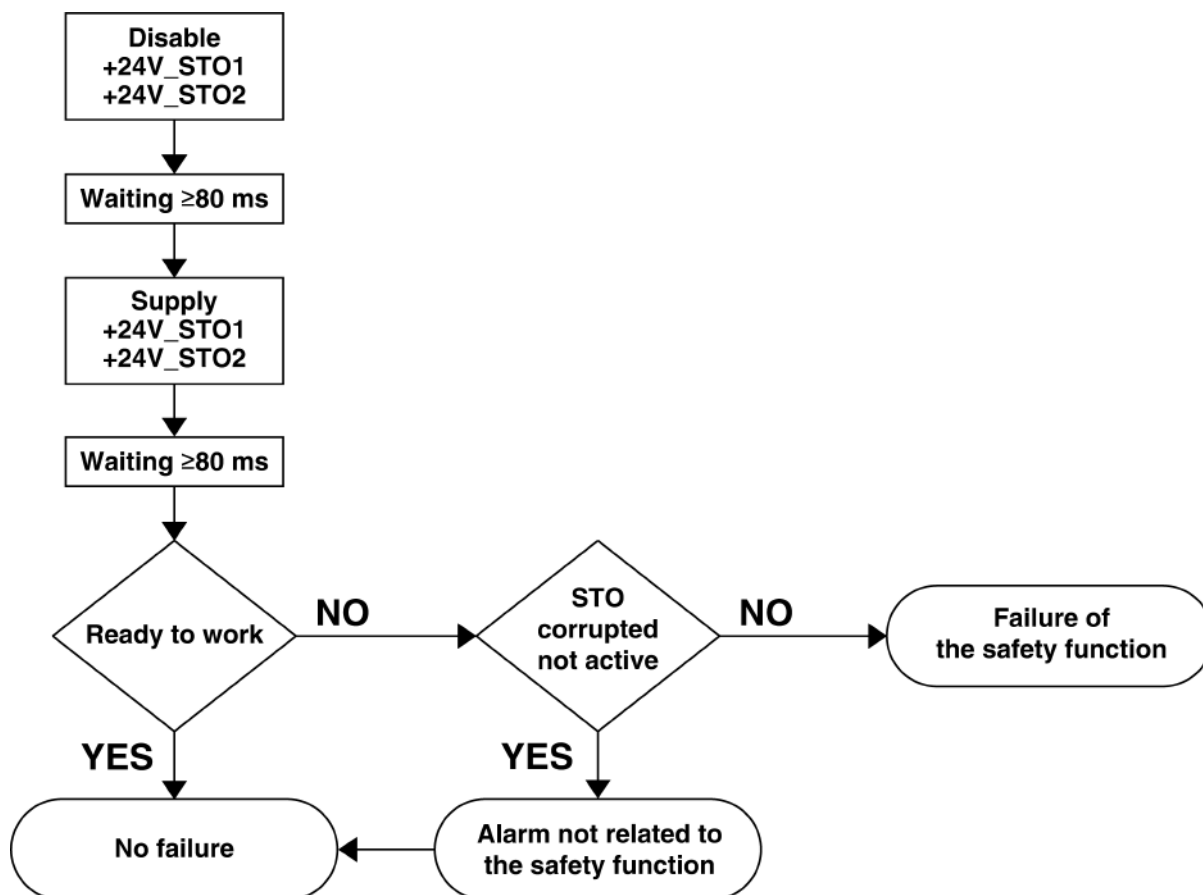 Disable
+24V_STO1
+24V_STO2
Waiting ≥80 ms
Supply
+24V_STO1
+24V_STO2
Waiting ≥80 ms
Ready to work
NO
STO
corrupted
not active
NO
Failure of
the safety function
YES
YES
No failure
Alarm not related to
the safety function